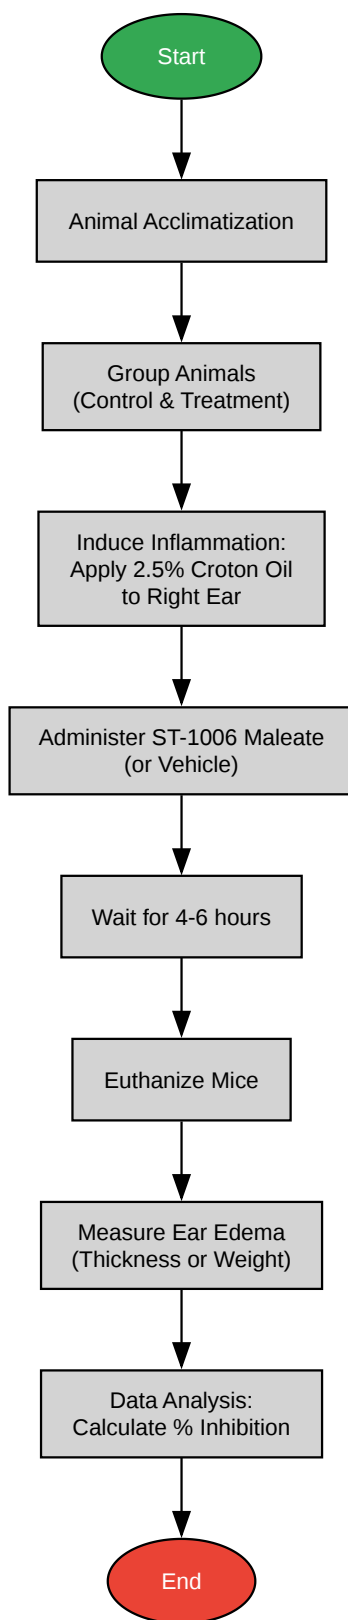 Start
Animal Acclimatization
Group Animals
(Control & Treatment)
Induce Inflammation:
Apply 2.5% Croton Oil
to Right Ear
Administer ST-1006 Maleate
(or Vehicle)
Wait for 4-6 hours
Euthanize Mice
Measure Ear Edema
(Thickness or Weight)
Data Analysis:
Calculate % Inhibition
End